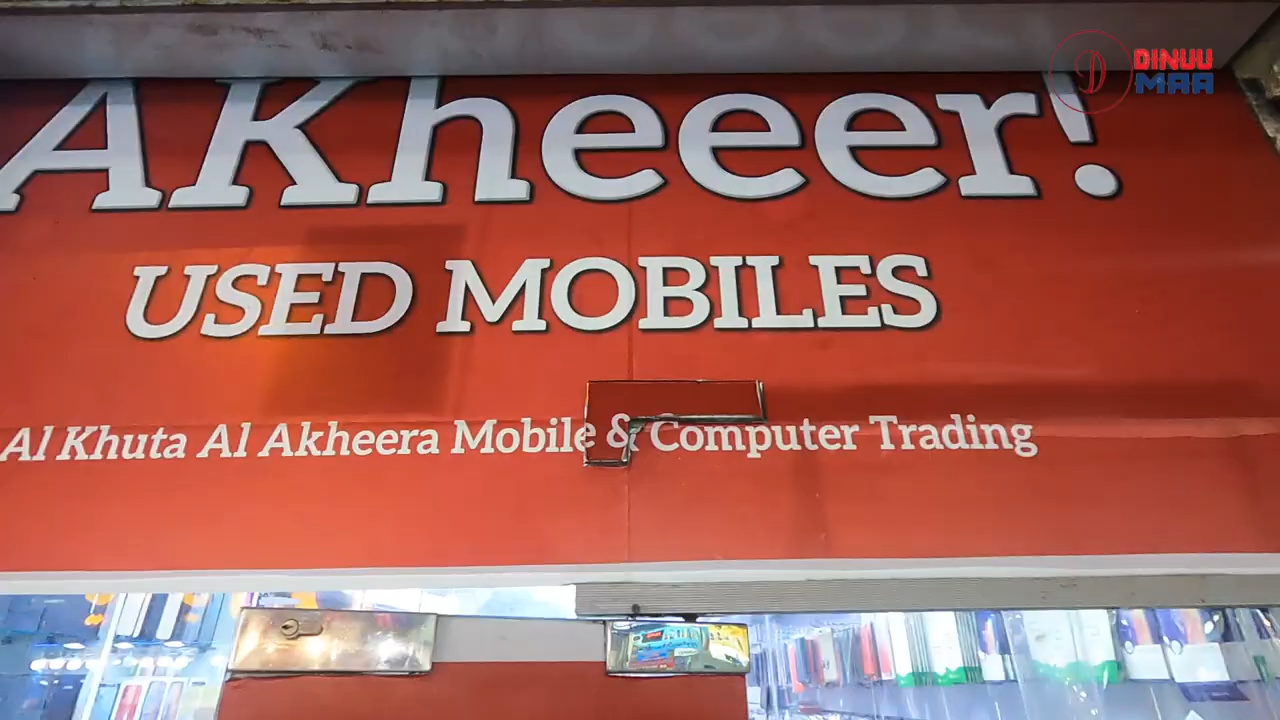 DINUU
MAA
AKheeer!
USED MOBILES
Al Khuta Al Akheera Mobile & Computer Trading